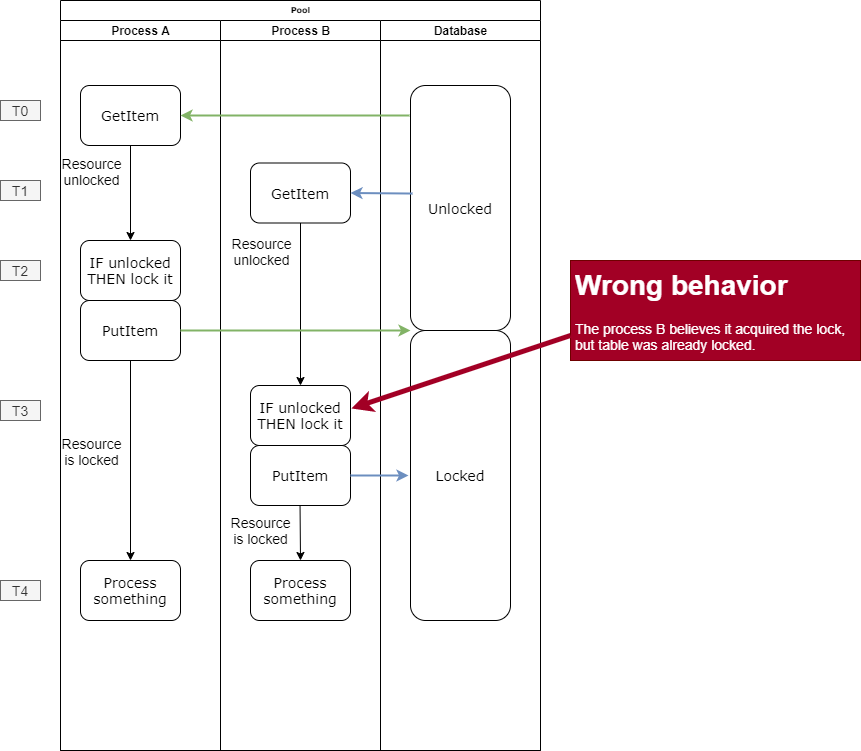 Pool
Process A
Process B
Database
T0
GetItem
Resource
unlocked
T1
GetItem
Unlocked
Resource
unlocked
T2
IF unlocked
THEN lock it
Wrong behavior
The process B believes it acquired the lock,
but table was already locked.
PutItem
T3
IF unlocked
THEN lock it
Resource
is locked
PutItem
Locked
Resource
is locked
T4
Process
something
Process
something